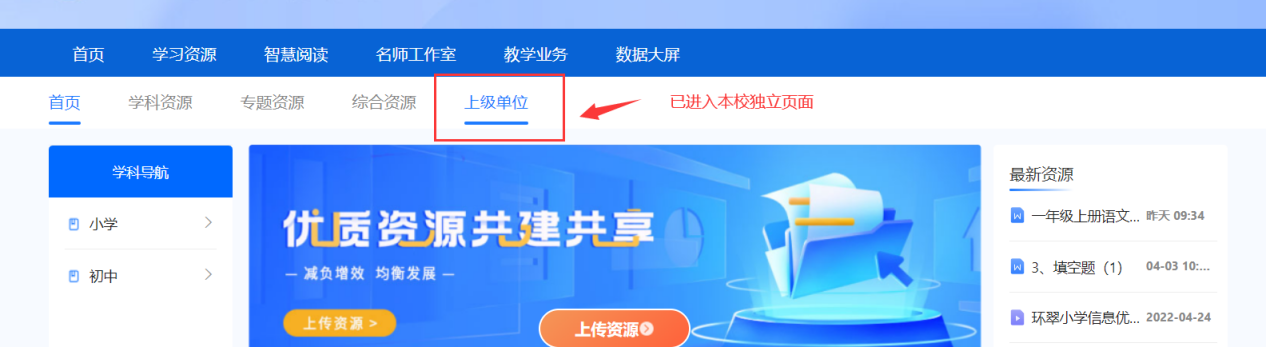 首页 学习资源 智慧阅读 名师工作室 教学业务 数据大屏
首页 学科资源 专题资源 综合资源 上级单位 已进入本校独立页面
学科导航
小学
初中
优质资源共建共享
— 减负增效 均衡发展 —
上传资源 >
上传资源
最新资源
一年级上册语文... 昨天 09:34
3、填空题（1） 04-03 10:...
环翠小学信息优... 2022-04-24